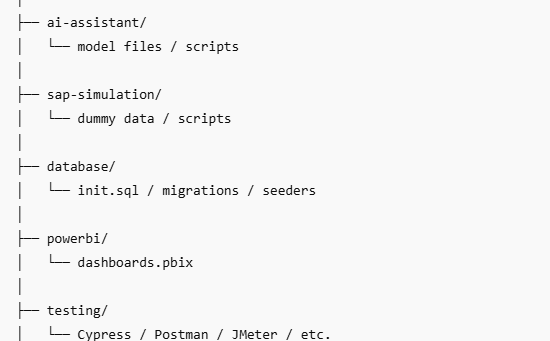 │
├── ai-assistant/
│   └── model files / scripts
│
├── sap-simulation/
│   └── dummy data / scripts
│
├── database/
│   └── init.sql / migrations / seeders
│
├── powerbi/
│   └── dashboards.pbix
│
├── testing/
│   └── Cypress / Postman / JMeter / etc.